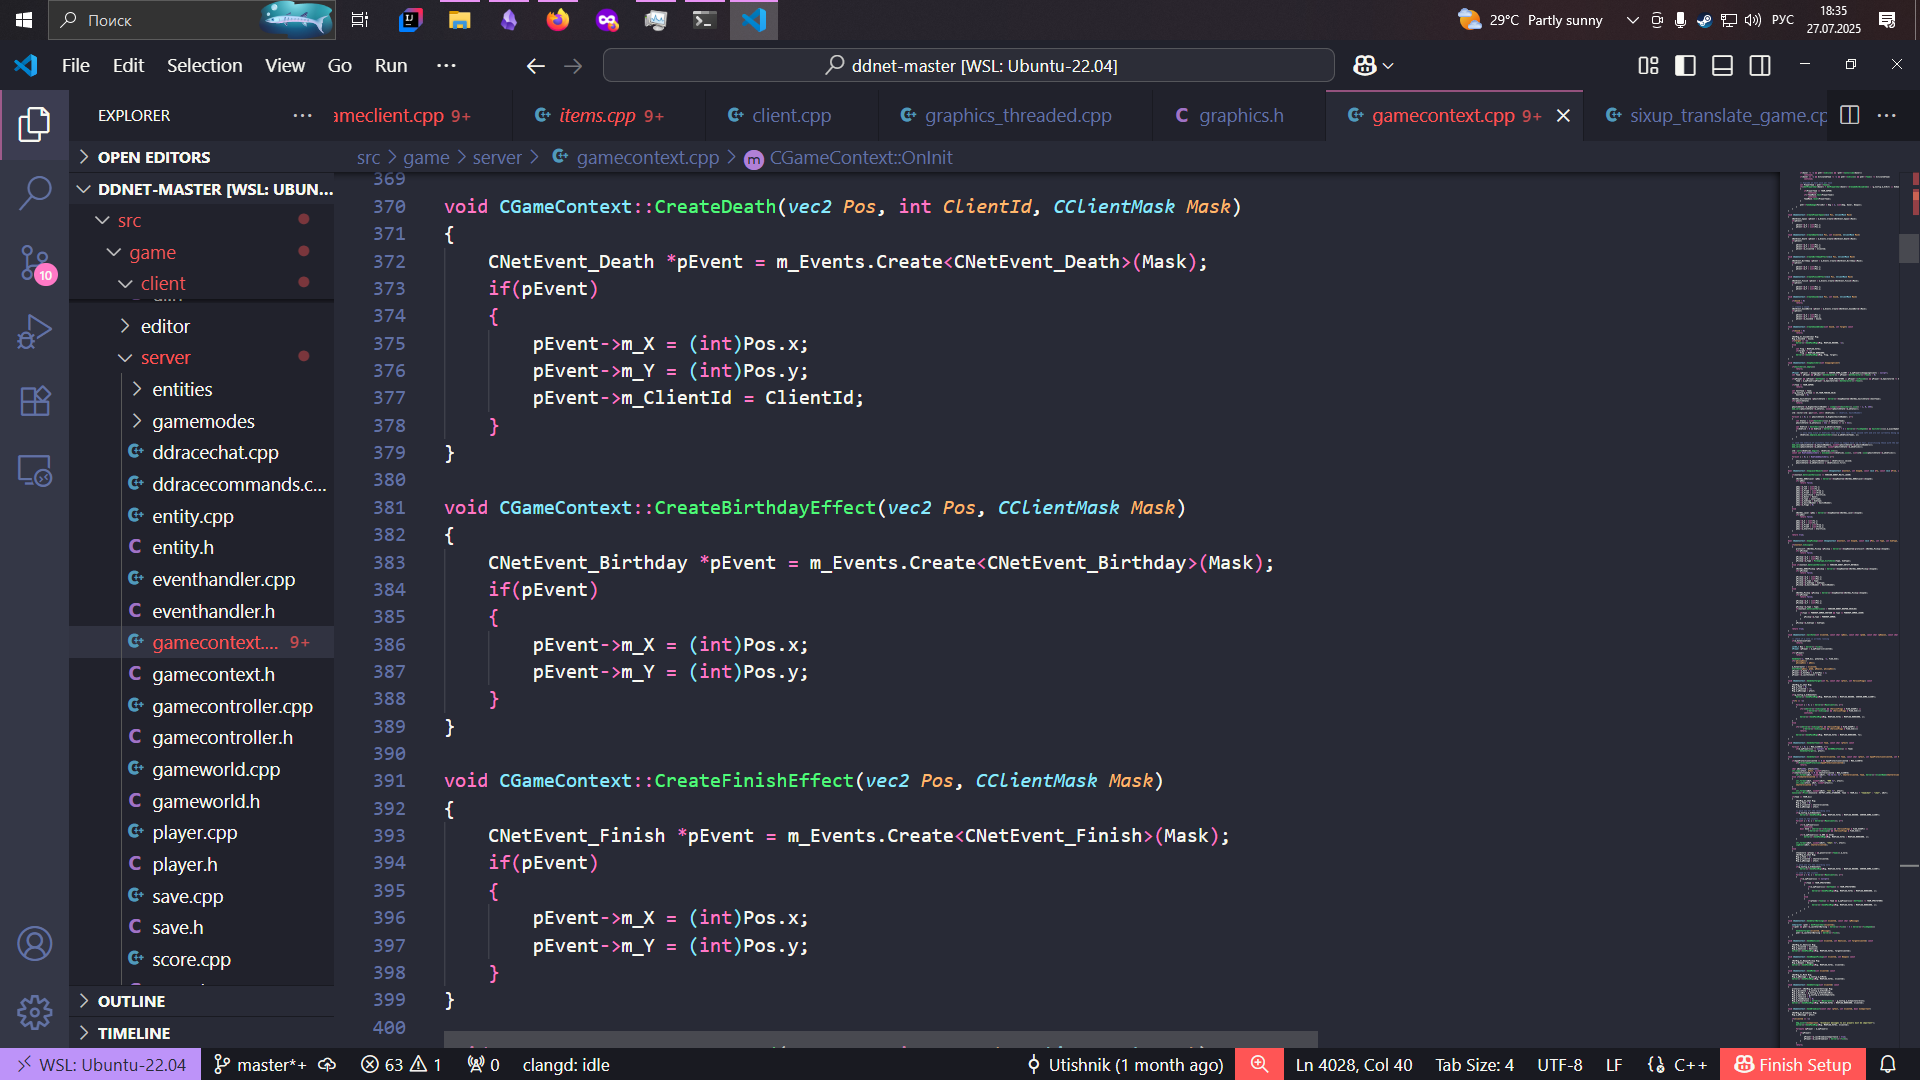 Поиск
29°C Partly sunny
РУС
18:35
27.07.2025
File Edit Selection View Go Run
ddnet-master [WSL: Ubuntu-22.04]
EXPLORER
ameclient.cpp 9+
items.cpp 9+
client.cpp
graphics_threaded.cpp
graphics.h
gamecontext.cpp 9+
sixup_translate_game.cp
OPEN EDITORS
src > game > server > gamecontext.cpp > CGameContext::OnInit
DDNET-MASTER [WSL: UBUN...
src
game
client
editor
server
entities
gamemodes
ddracechat.cpp
ddracecommands.c...
entity.cpp
entity.h
eventhandler.cpp
eventhandler.h
gamecontext.... 9+
gamecontext.h
gamecontroller.cpp
gamecontroller.h
gameworld.cpp
gameworld.h
player.cpp
player.h
save.cpp
save.h
score.cpp
OUTLINE
TIMELINE
10
369
370 void CGameContext::CreateDeath(vec2 Pos, int ClientId, CClientMask Mask)
371 {
372 CNetEvent_Death *pEvent = m_Events.Create<CNetEvent_Death>(Mask);
373 if(pEvent)
374 {
375 pEvent->m_X = (int)Pos.x;
376 pEvent->m_Y = (int)Pos.y;
377 pEvent->m_ClientId = ClientId;
378 }
379 }
380
381 void CGameContext::CreateBirthdayEffect(vec2 Pos, CClientMask Mask)
382 {
383 CNetEvent_Birthday *pEvent = m_Events.Create<CNetEvent_Birthday>(Mask);
384 if(pEvent)
385 {
386 pEvent->m_X = (int)Pos.x;
387 pEvent->m_Y = (int)Pos.y;
388 }
389 }
390
391 void CGameContext::CreateFinishEffect(vec2 Pos, CClientMask Mask)
392 {
393 CNetEvent_Finish *pEvent = m_Events.Create<CNetEvent_Finish>(Mask);
394 if(pEvent)
395 {
396 pEvent->m_X = (int)Pos.x;
397 pEvent->m_Y = (int)Pos.y;
398 }
399 }
400
WSL: Ubuntu-22.04 master*+ 63 1 0 clangd: idle Utishnik (1 month ago) Ln 4028, Col 40 Tab Size: 4 UTF-8 LF {} C++ Finish Setup